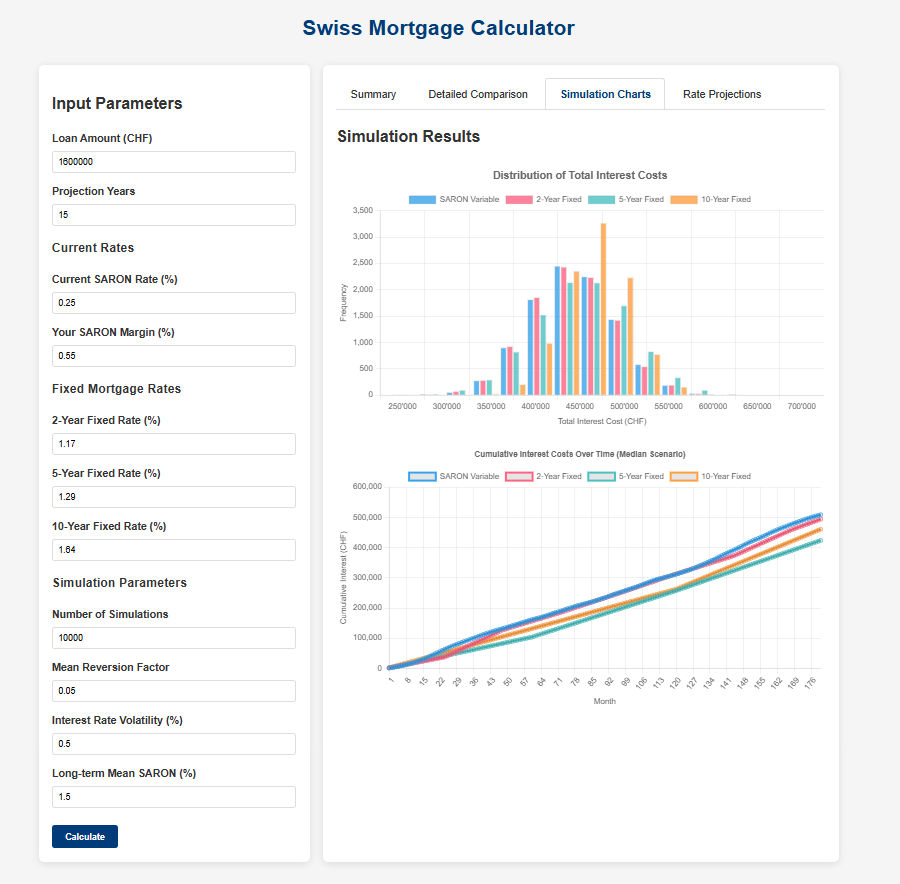 Swiss Mortgage Calculator
Input Parameters
Loan Amount (CHF)
1600000
Projection Years
15
Current Rates
Current SARON Rate (%)
0.25
Your SARON Margin (%)
0.55
Fixed Mortgage Rates
2-Year Fixed Rate (%)
1.17
5-Year Fixed Rate (%)
1.29
10-Year Fixed Rate (%)
1.64
Simulation Parameters
Number of Simulations
10000
Mean Reversion Factor
0.05
Interest Rate Volatility (%)
0.5
Long-term Mean SARON (%)
1.5
Calculate
Summary Detailed Comparison Simulation Charts Rate Projections
Simulation Results
Distribution of Total Interest Costs
SARON Variable 2-Year Fixed 5-Year Fixed 10-Year Fixed
3,500
3,000
2,500
2,000
1,500
1,000
500
0
Frequency
250'000 300'000 350'000 400'000 450'000 500'000 550'000 600'000 650'000 700'000
Total Interest Cost (CHF)
Cumulative Interest Costs Over Time (Median Scenario)
SARON Variable 2-Year Fixed 5-Year Fixed 10-Year Fixed
600,000
500,000
400,000
300,000
200,000
100,000
0
Cumulative Interest (CHF)
1 8 15 22 29 36 43 50 57 64 71 78 85 92 99 106 113 120 127 134 141 148 155 162 169 176
Month